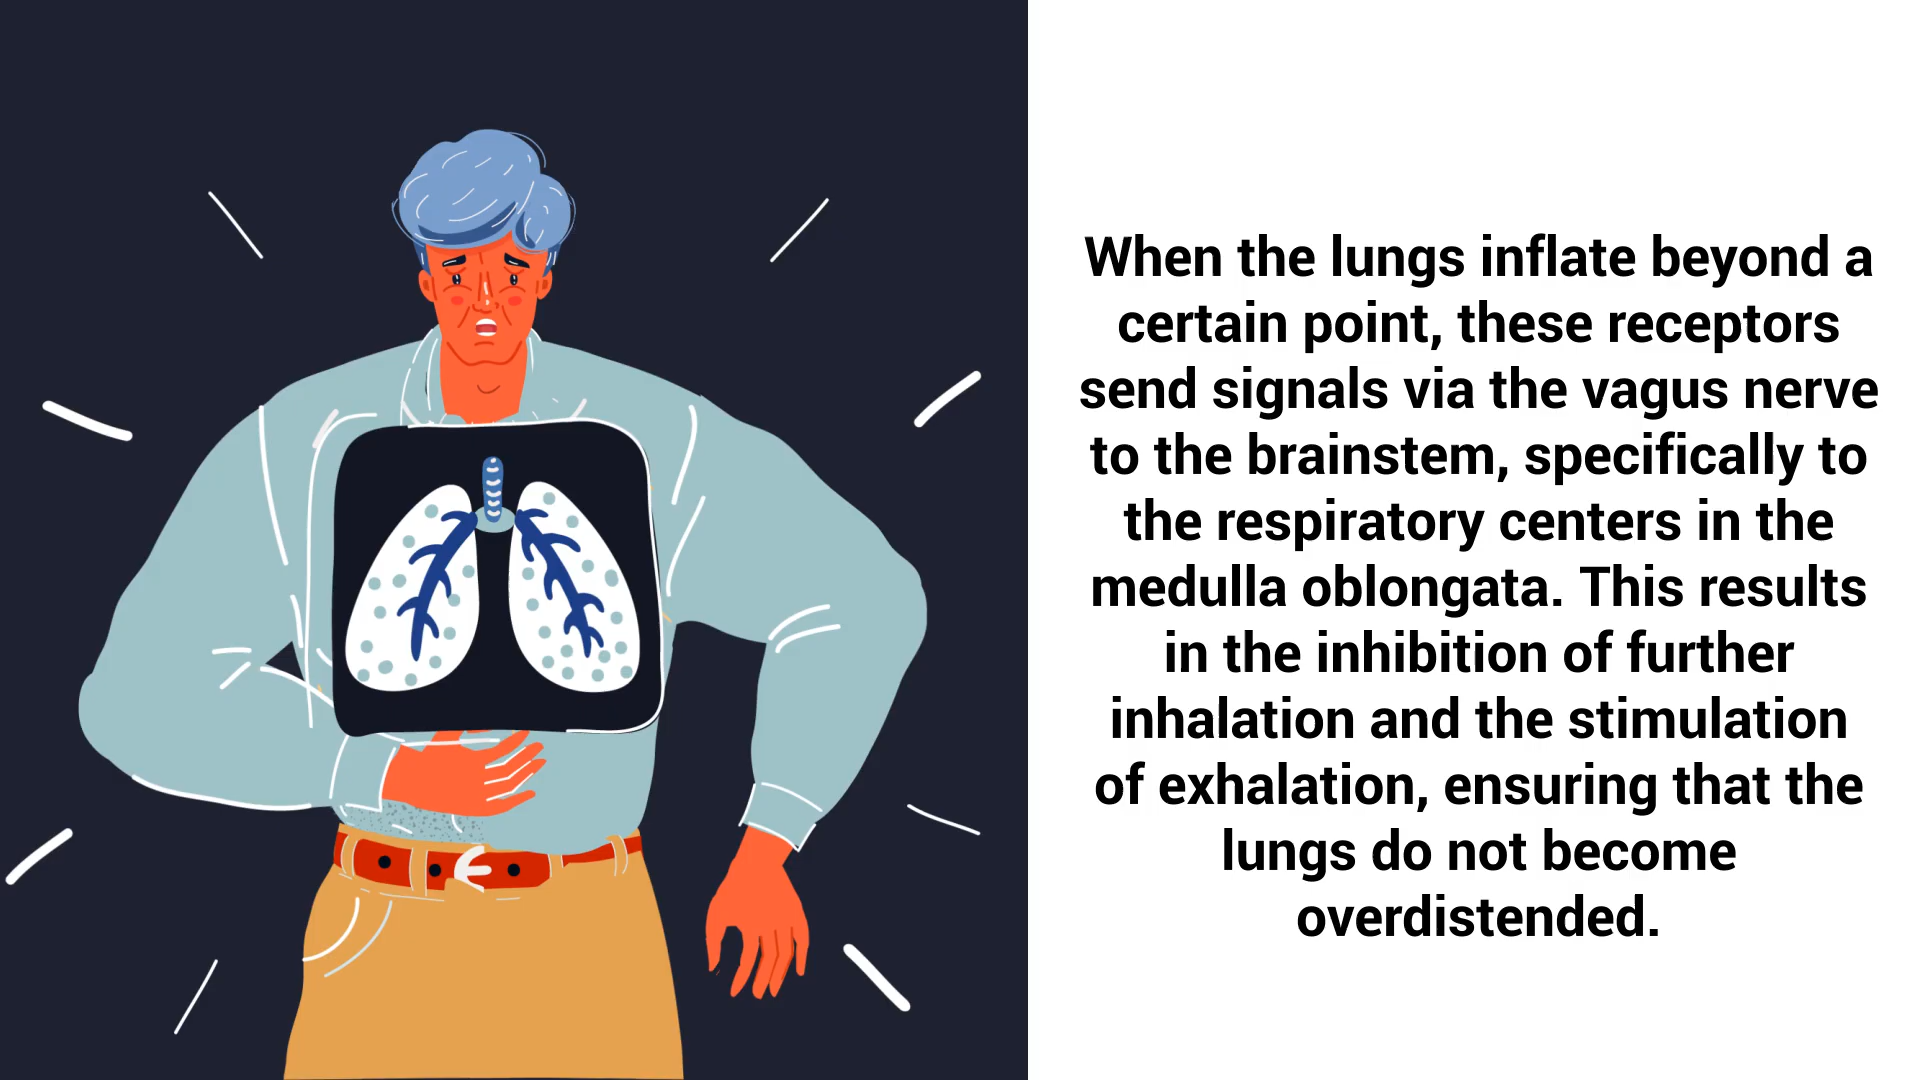 When the lungs inflate beyond a
certain point, these receptors
send signals via the vagus nerve
to the brainstem, specifically to
the respiratory centers in the
medulla oblongata. This results
in the inhibition of further
inhalation and the stimulation
of exhalation, ensuring that the
lungs do not become
overdistended.